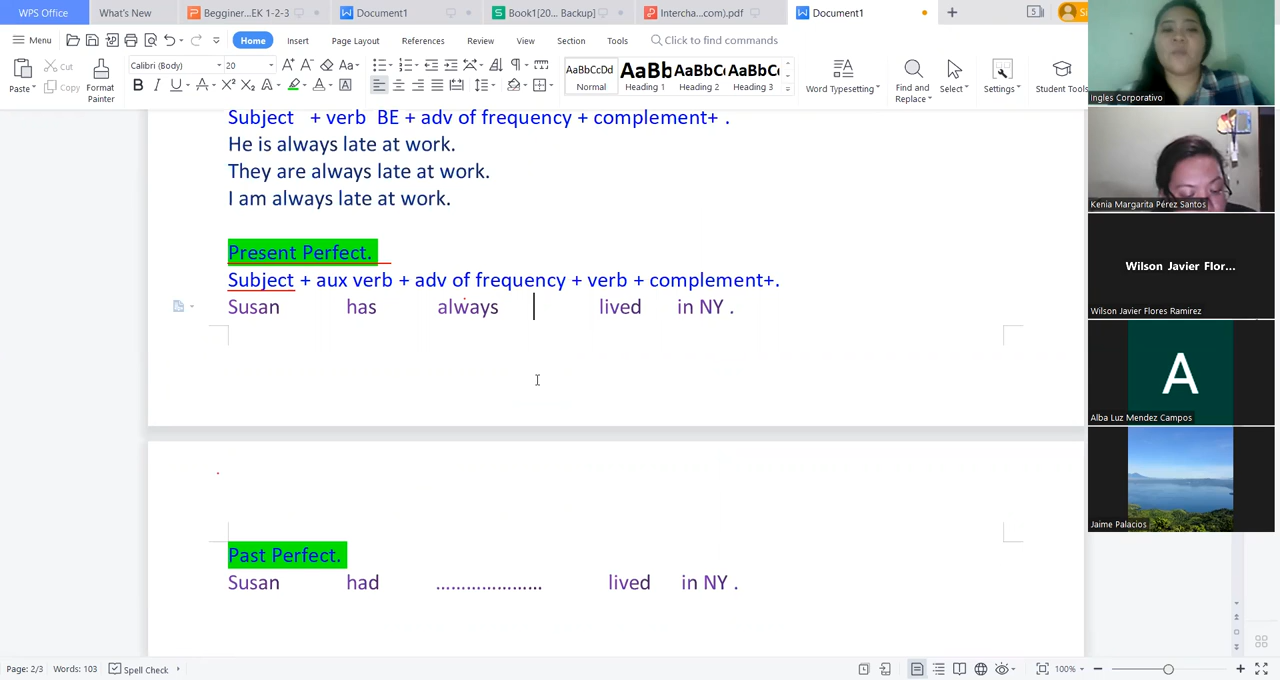 WPS Office
What's New
Begginer...EK 1-2-3
Document1
Book1[20... Backup]
Intercha...com).pdf
Document1
Menu
Home
Insert
Page Layout
References
Review
View
Section
Tools
Click to find commands
Paste
Cut
Copy
Format Painter
Calibri (Body)
20
AaBbCcDd
Normal
AaBb
Heading 1
AaBbC
Heading 2
AaBbC
Heading 3
Word Typesetting
Find and Replace
Select
Settings
Student Tools
Subject + verb BE + adv of frequency + complement+ .
He is always late at work.
They are always late at work.
I am always late at work.
Present Perfect.
Subject + aux verb + adv of frequency + verb + complement+.
Susan has always lived in NY .
Past Perfect.
Susan had ..................... lived in NY .
Ingles Corporativo
Kenia Margarita Pérez Santos
Wilson Javier Flor...
Wilson Javier Flores Ramirez
A
Alba Luz Mendez Campos
Jaime Palacios
Page: 2/3
Words: 103
Spell Check
100%